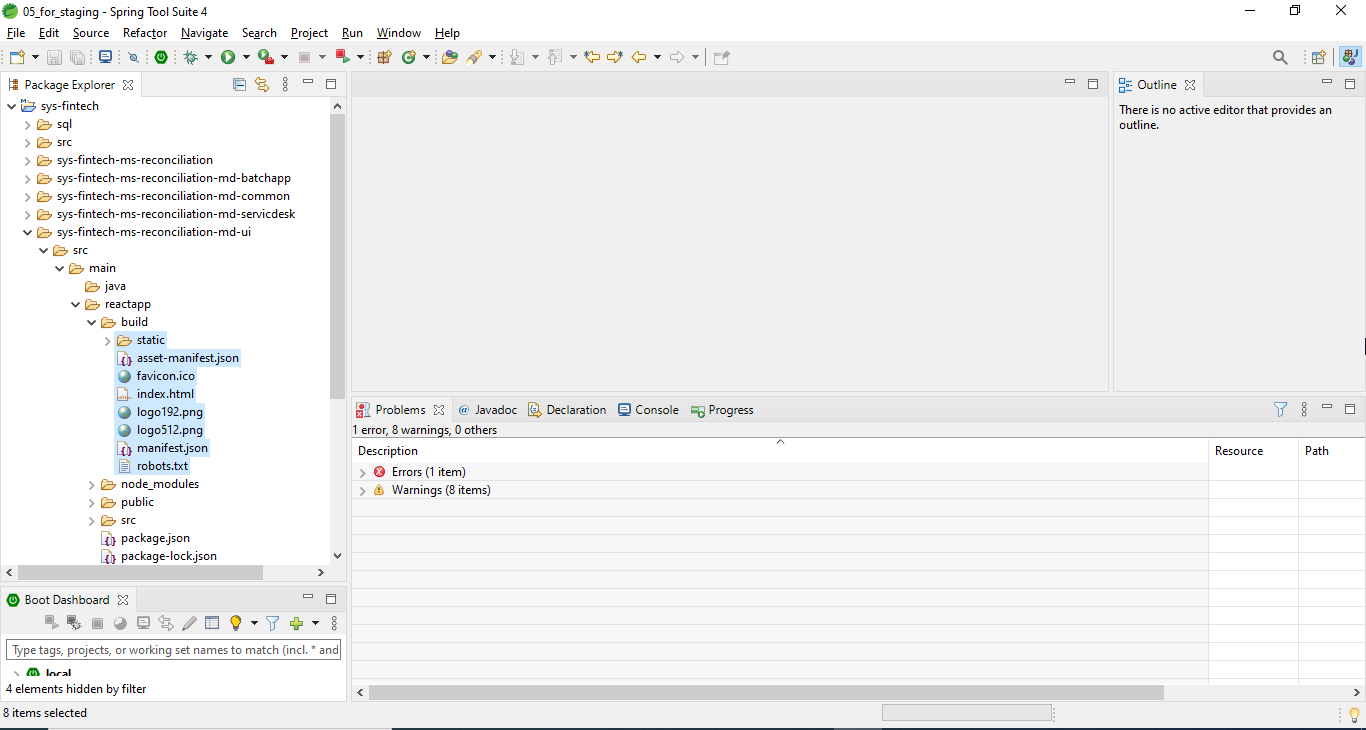 05_for_staging - Spring Tool Suite 4
File Edit Source Refactor Navigate Search Project Run Window Help
Package Explorer
sys-fintech
sql
src
sys-fintech-ms-reconciliation
sys-fintech-ms-reconciliation-md-batchapp
sys-fintech-ms-reconciliation-md-common
sys-fintech-ms-reconciliation-md-servicdesk
sys-fintech-ms-reconciliation-md-ui
src
main
java
reactapp
build
static
asset-manifest.json
favicon.ico
index.html
logo192.png
logo512.png
manifest.json
robots.txt
node_modules
public
src
package.json
package-lock.json
Boot Dashboard
Type tags, projects, or working set names to match (incl. * and
local
4 elements hidden by filter
8 items selected
Outline
There is no active editor that provides an
outline.
Problems @ Javadoc Declaration Console Progress
1 error, 8 warnings, 0 others
Description Resource Path
Errors (1 item)
Warnings (8 items)